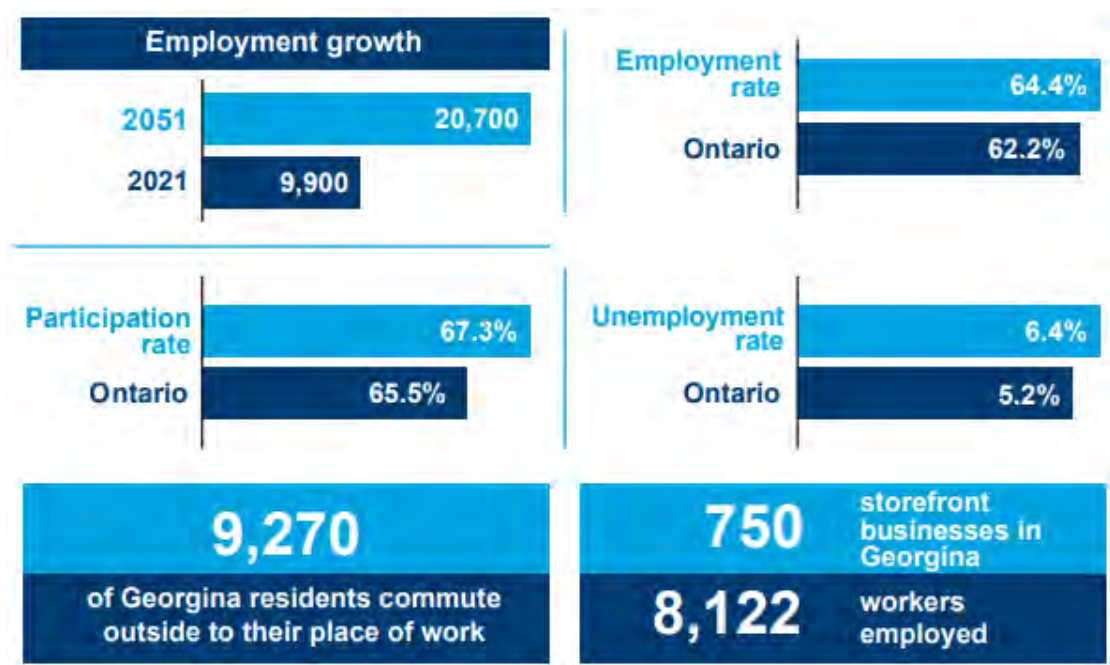 Employment growth
2051
20,700
2021
9,900
Employment
rate
64.4%
Ontario
62.2%
Participation
rate
67.3%
Ontario
65.5%
Unemployment
rate
6.4%
Ontario
5.2%
9,270
of Georgina residents commute
outside to their place of work
750
storefront
businesses in
Georgina
8,122
workers
employed